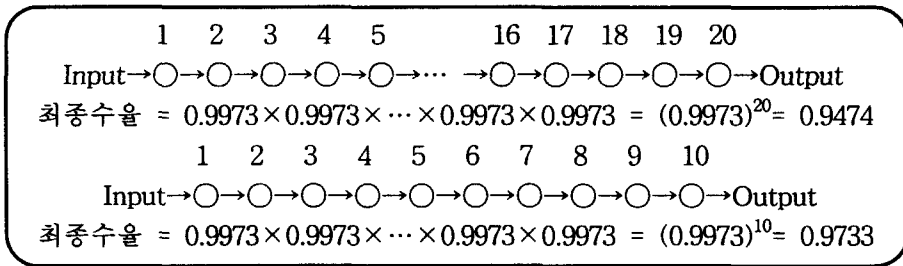 1 2 3 4 5 16 17 18 19 20
Input→○→○→○→○→○→⋯ →○→○→○→○→○→Output
최종수율 = 0.9973×0.9973×⋯×0.9973×0.9973 = (0.9973)²⁰= 0.9474
1 2 3 4 5 6 7 8 9 10
Input→○→○→○→○→○→○→○→○→○→○→Output
최종수율 = 0.9973×0.9973×⋯×0.9973×0.9973 = (0.9973)¹⁰= 0.9733